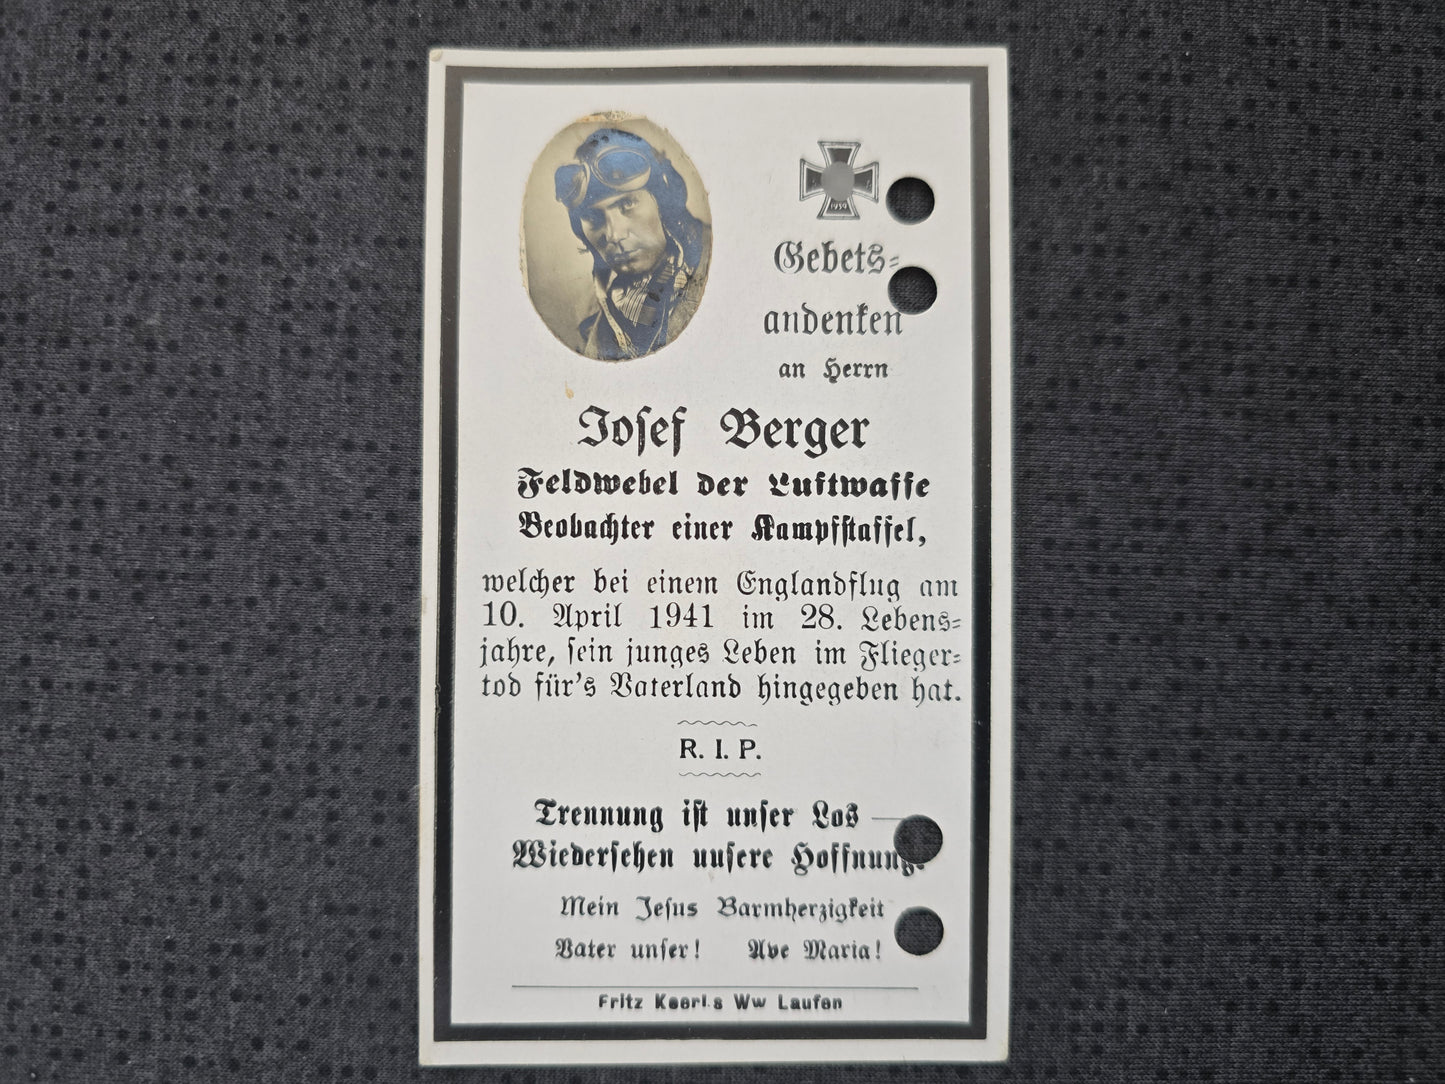 1939
Gebets=
andenken
an Herrn
Josef Berger
Feldwebel der Luftwaffe
Beobachter einer Kampfstaffel,
welcher bei einem Englandflug am
10. April 1941 im 28. Lebens=
jahre, sein junges Leben im Flieger=
tod für's Vaterland hingegeben hat.
R. I. P.
Trennung ist unser Los —
Wiedersehen unsere Hoffnung.
Mein Jesus Barmherzigkeit
Vater unser! Ave Maria!
Fritz Ww Laufen